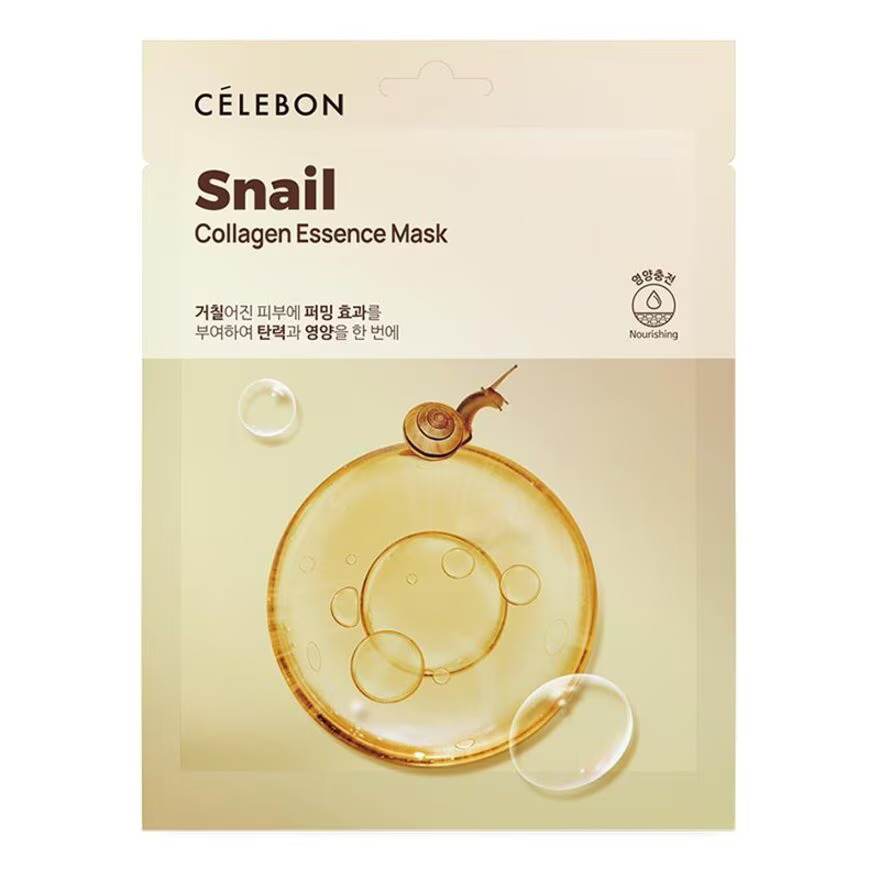 CÉLEBON
Snail
Collagen Essence Mask
거칠어진 피부에 퍼밍 효과를
부여하여 탄력과 영양을 한 번에
영양충전
Nourishing